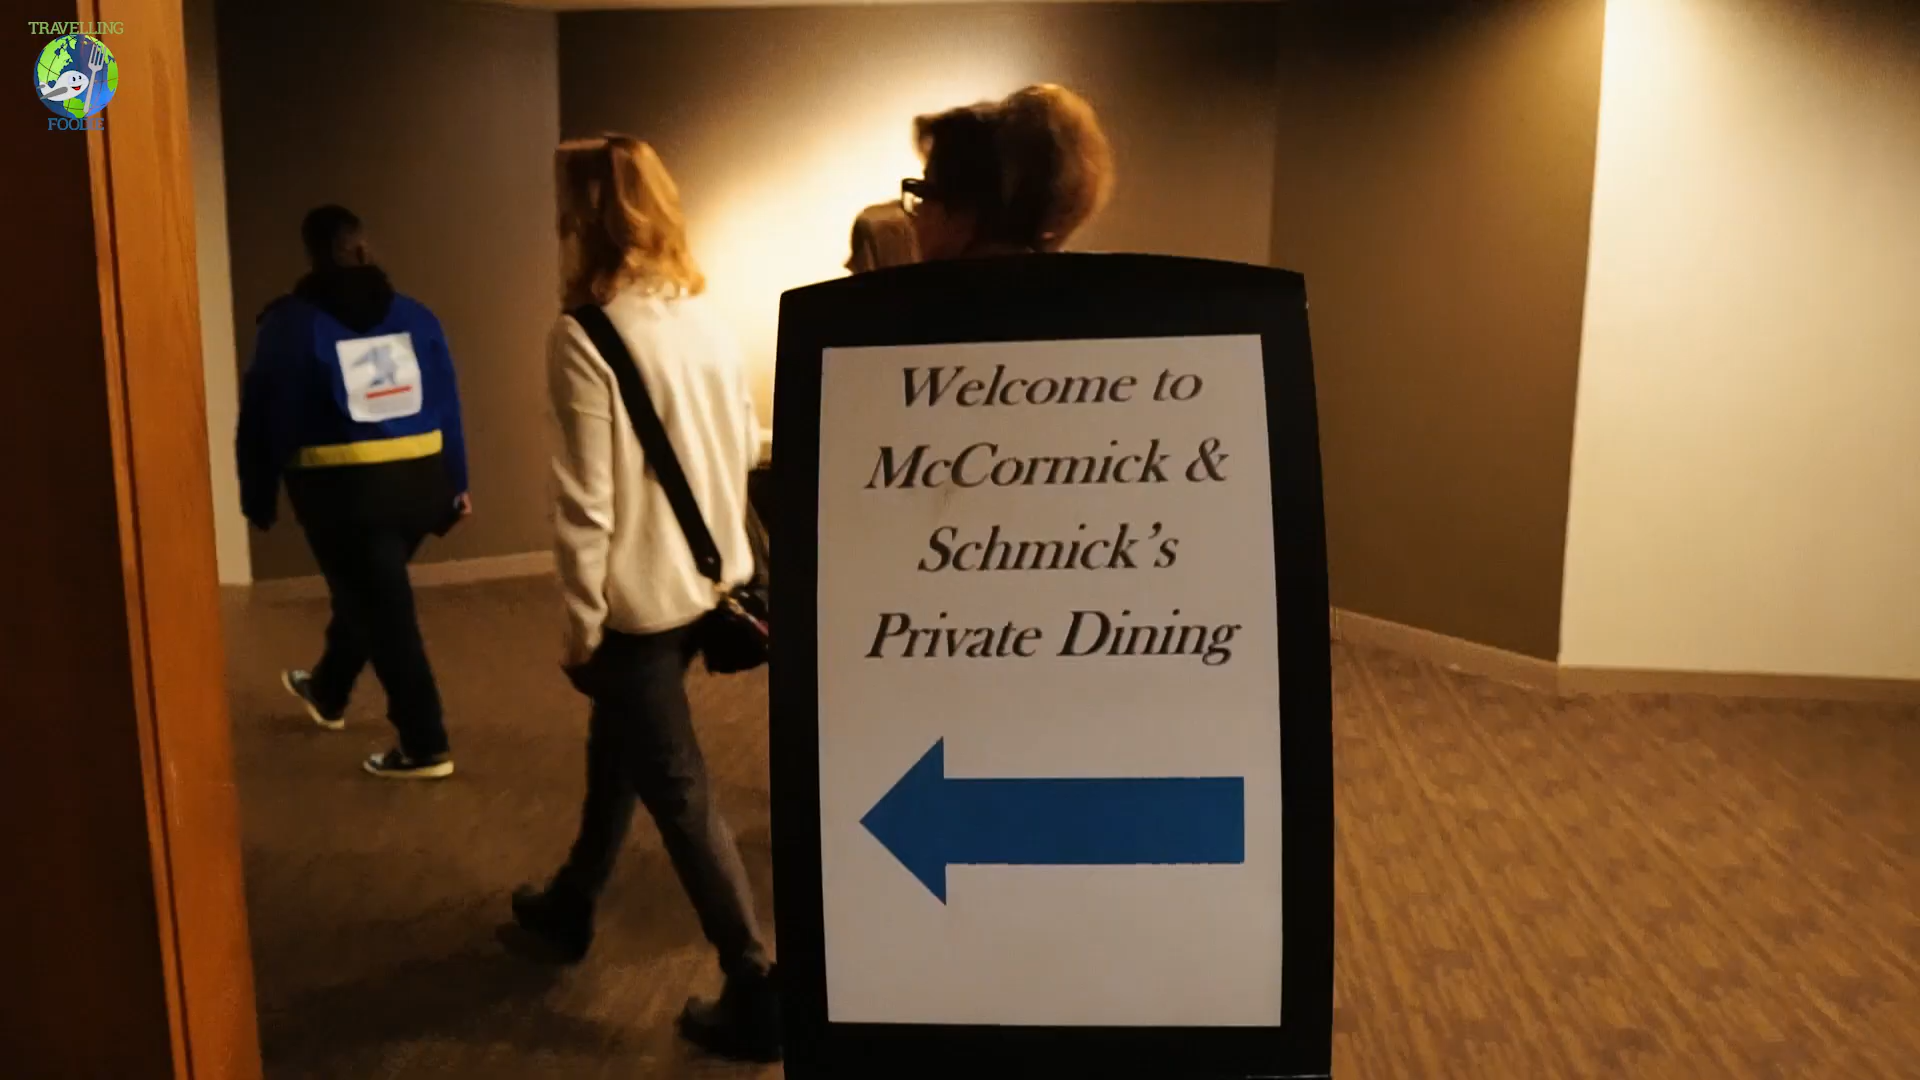 TRAVELLING
FOODIE
Welcome to
McCormick &
Schmick's
Private Dining